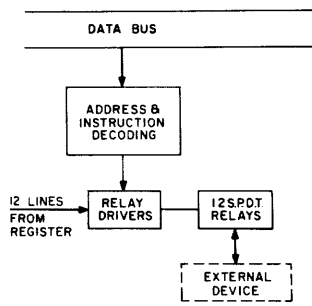 DATA BUS
ADDRESS &
INSTRUCTION
DECODING
12 LINES
FROM
REGISTER
RELAY
DRIVERS
12 S.P.D.T.
RELAYS
EXTERNAL
DEVICE